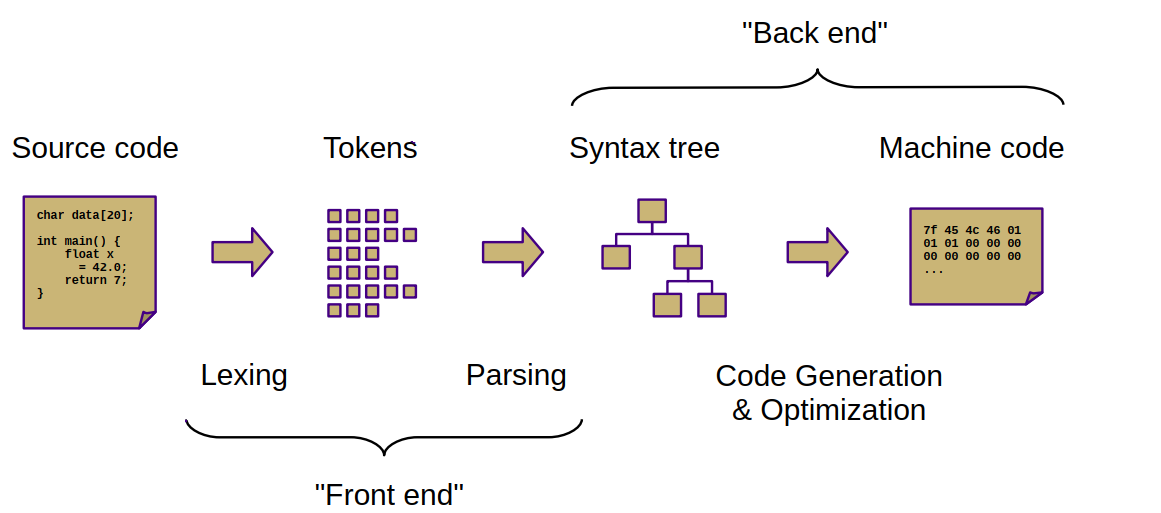 "Back end"
Source code
Tokens
Syntax tree
Machine code
char data[20];
int main() {
float x
= 42.0;
return 7;
}
7f 45 4c 46 01
01 01 00 00 00
00 00 00 00 00
...
Lexing
Parsing
Code Generation
& Optimization
"Front end"